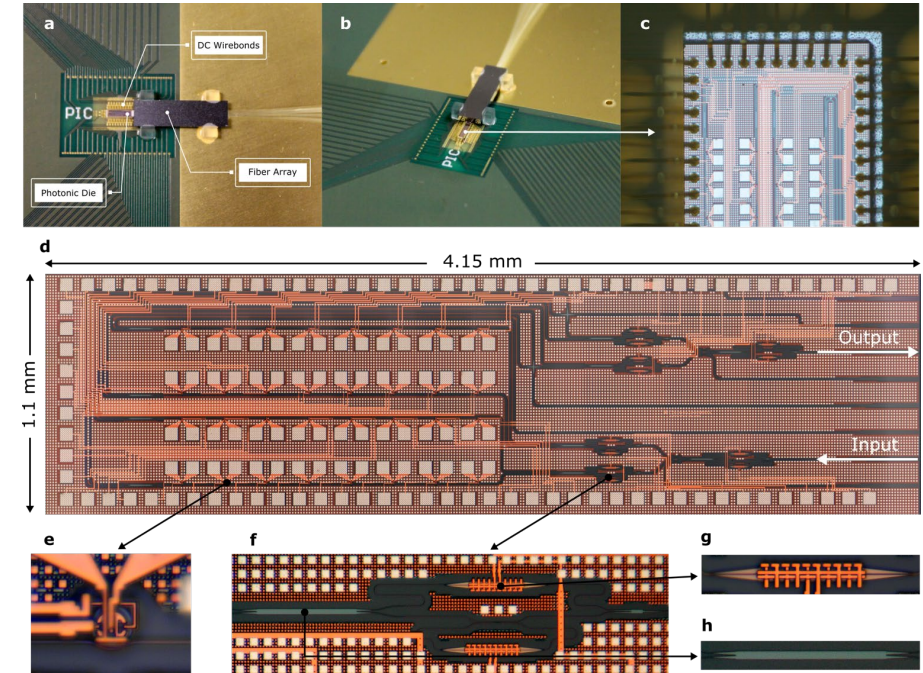 a
b
c
DC Wirebonds
PIC
Photonic Die
Fiber Array
PIC
d
4.15 mm
1.1 mm
Output
Input
e
f
g
h